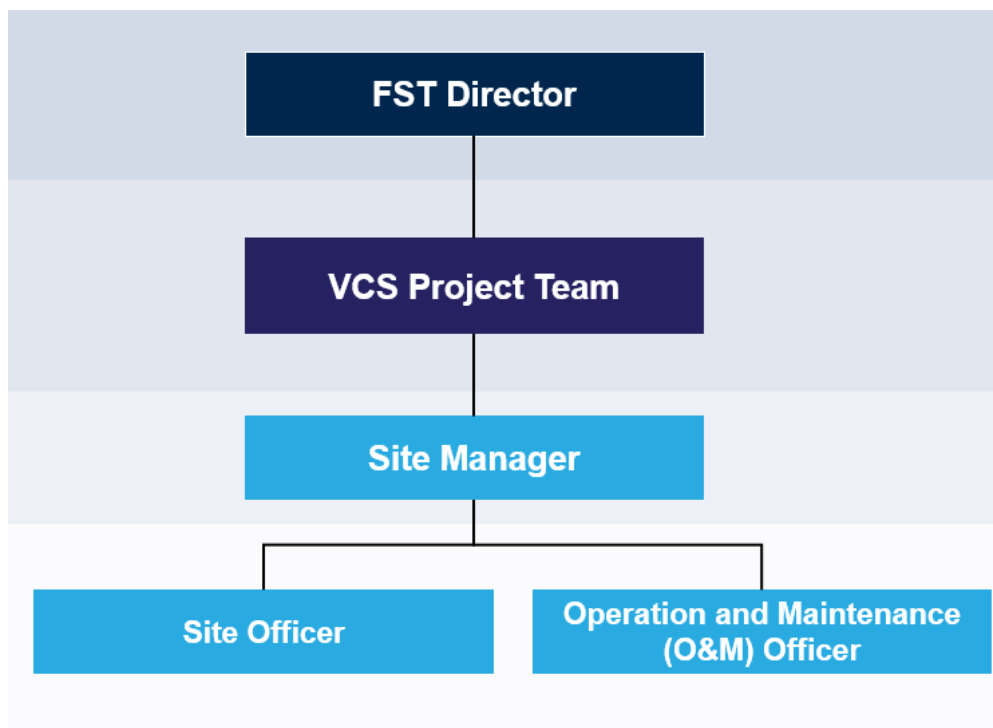 FST Director
VCS Project Team
Site Manager
Site Officer
Operation and Maintenance
(O&M) Officer